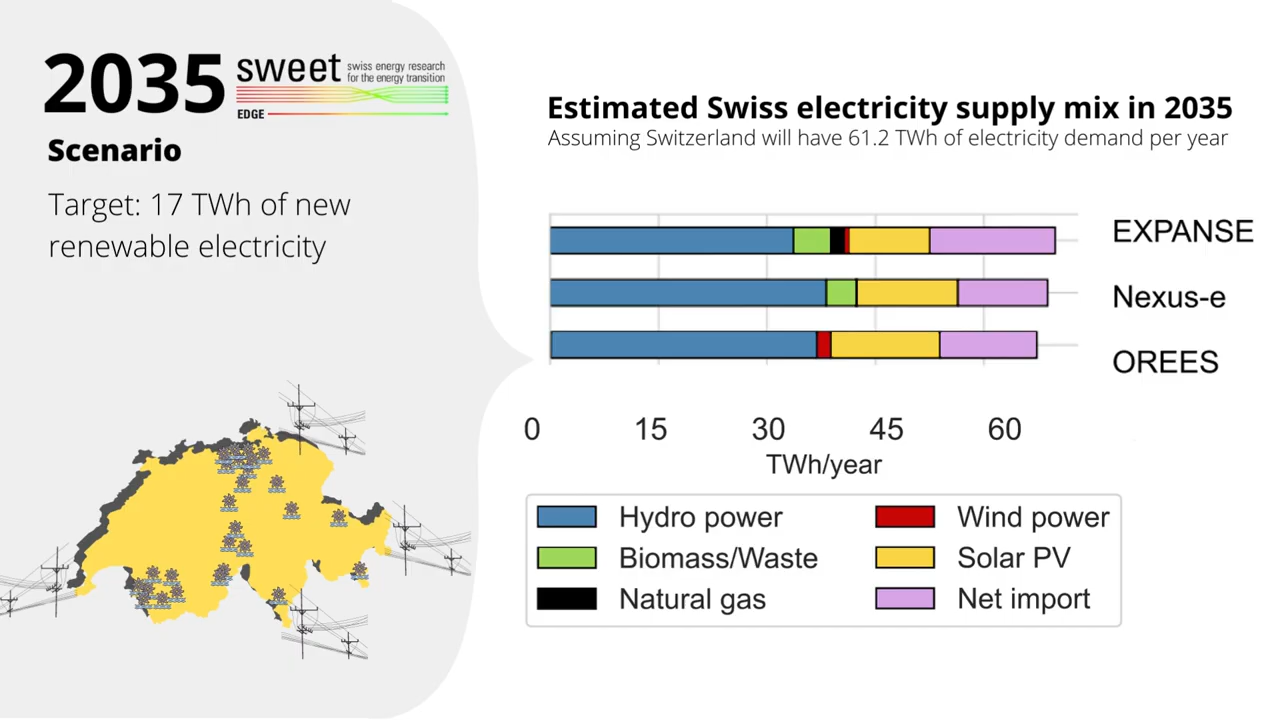 2035
sweet
swiss energy research
for the energy transition
EDGE
Scenario
Target: 17 TWh of new
renewable electricity
Estimated Swiss electricity supply mix in 2035
Assuming Switzerland will have 61.2 TWh of electricity demand per year
EXPANSE
Nexus-e
OREES
0 15 30 45 60
TWh/year
Hydro power
Biomass/Waste
Natural gas
Wind power
Solar PV
Net import